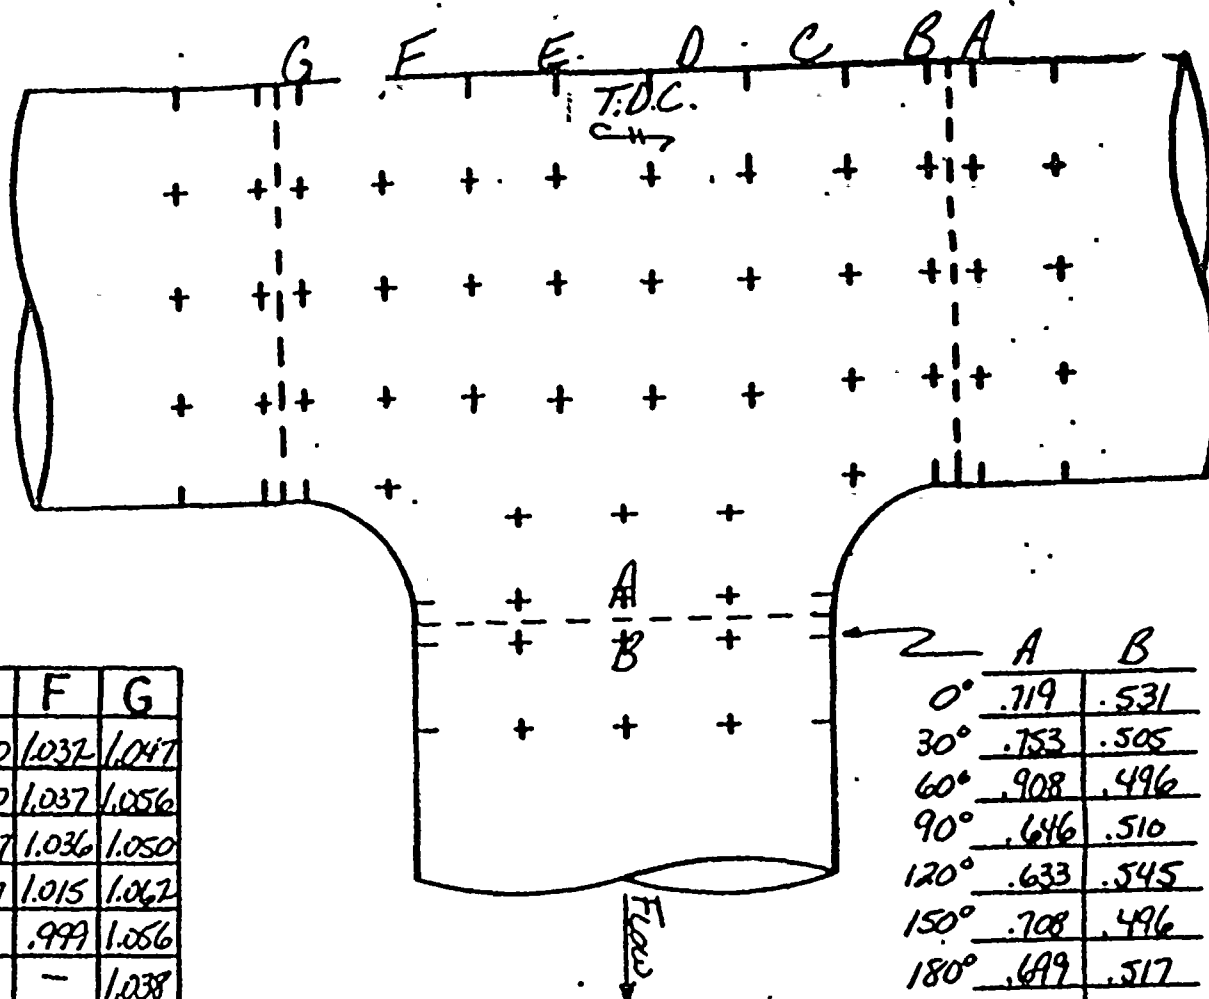 G F E D C B A
T.D.C.
A
B
A B
0° .719 .531
30° .753 .505
60° .908 .496
90° .646 .510
120° .633 .545
150° .708 .496
180° .699 .517
F G
1.032 1.047
1.037 1.056
1.036 1.050
1.015 1.062
.999 1.056
— 1.038
Flow